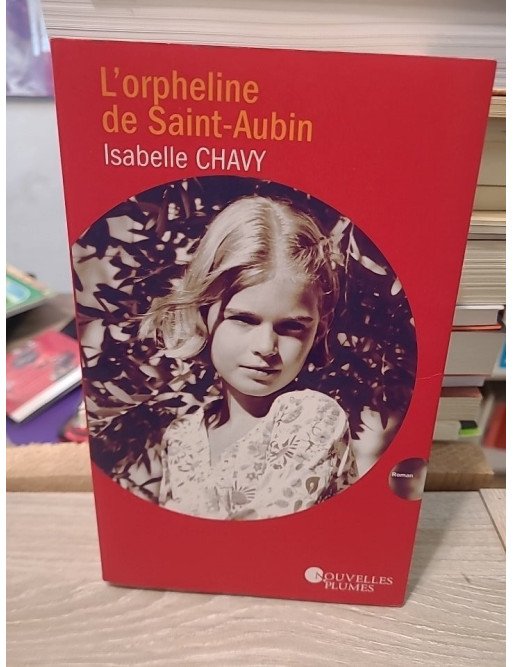 L'orpheline
de Saint-Aubin
Isabelle CHAVY
Roman
NOUVELLES
PLUMES